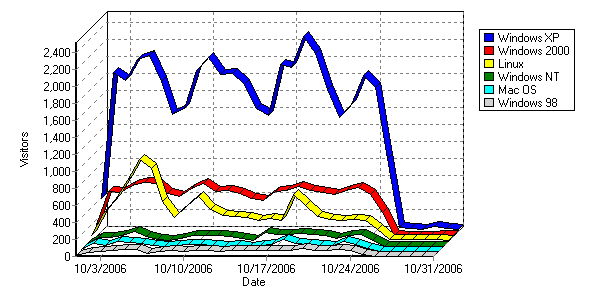 2,400
2,200
2,000
1,800
1,600
1,400
1,200
1,000
800
600
400
200
0
Visitors
10/3/2006 10/10/2006 10/17/2006 10/24/2006 10/31/2006
Date
Windows XP
Windows 2000
Linux
Windows NT
Mac OS
Windows 98